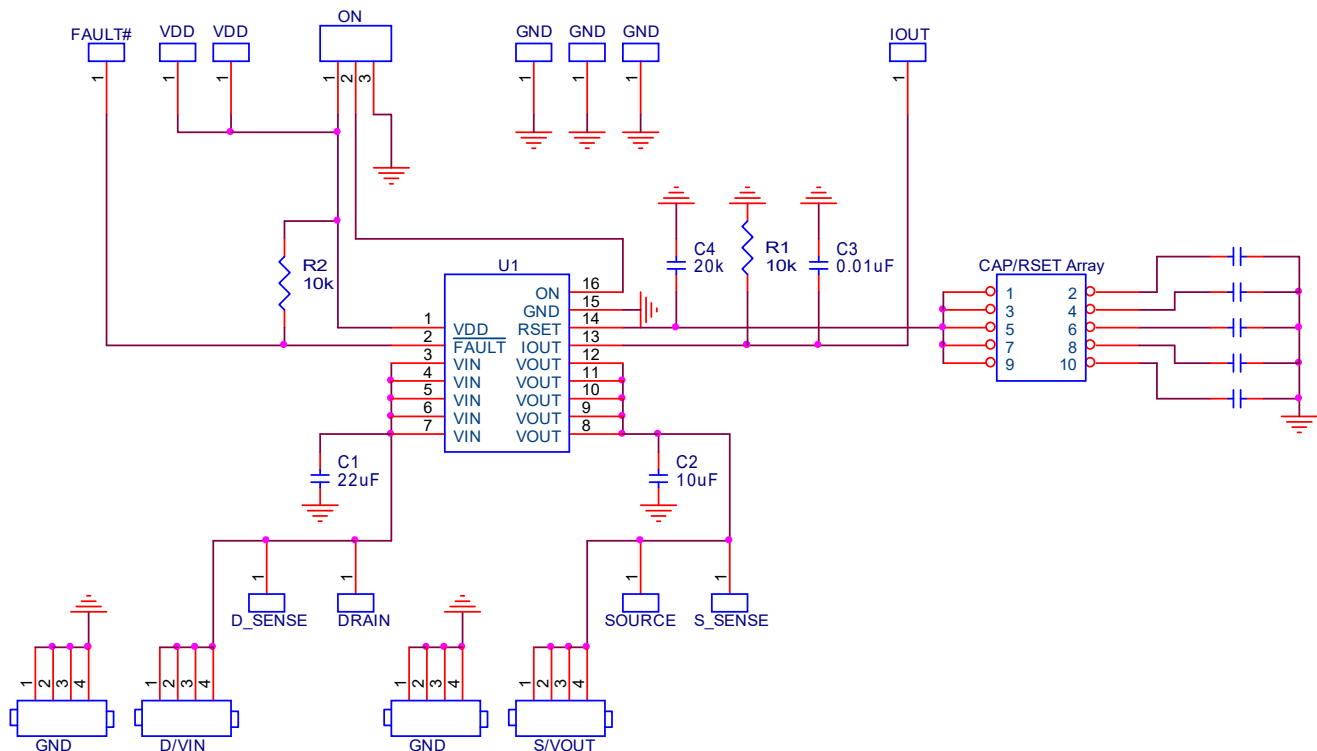 FAULT#
VDD
VDD
ON
GND
GND
GND
IOUT
1
1
1
1
2
3
1
1
1
1
R2
10k
C4
20k
R1
10k
C3
0.01uF
U1
1
VDD
2
FAULT
3
VIN
4
VIN
5
VIN
6
VIN
7
VIN
16
ON
15
GND
14
RSET
13
IOUT
12
VOUT
11
VOUT
10
VOUT
9
VOUT
8
VOUT
CAP/RSET Array
1
2
3
4
5
6
7
8
9
10
C1
22uF
C2
10uF
1
1
1
1
D_SENSE
DRAIN
SOURCE
S_SENSE
1
2
3
4
1
2
3
4
1
2
3
4
1
2
3
4
GND
D/VIN
GND
S/VOUT